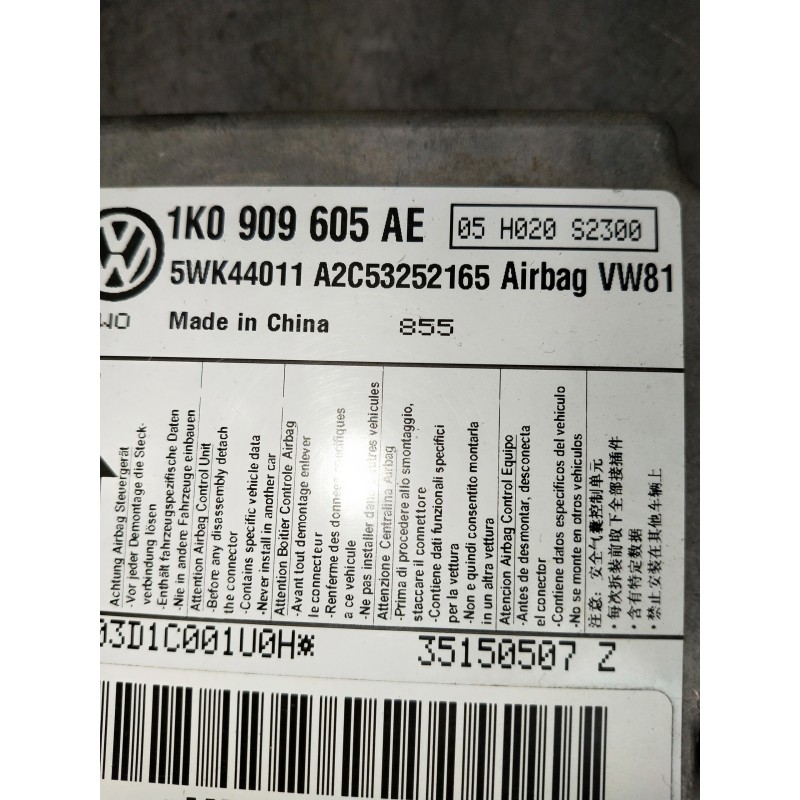 1K0 909 605 AE
05 H020 S2300
5WK44011 A2C53252165 Airbag VW81
WO Made in China 855
Achtung Airbag Steuergerät
-Vor jeder Demontage die Steck-
verbindung lösen
-Enthält fahrzeugspezifische Daten
-Nie in andere Fahrzeuge einbauen
Attention Airbag Control Unit
-Before any disassembly detach
the connector
-Contains specific vehicle data
-Never install in another car
Attention Boitier Controle Airbag
-Avant tout demontage enlever
le connecteur
-Renferme des donnees specifiques
a ce vehicule
-Ne pas installer dans autres vehicules
Attenzione Centralina Airbag
-Prima di procedere allo smontaggio,
staccare il connettore
-Contiene dati funzionali specifici
per la vettura
-Non e quindi consentito montarla
in un altra vettura
Atencion Airbag Control Equipo
-Antes de desmontar, desconecta
el conector
-Contiene datos especificos del vehiculo
-No se monte en otros vehiculos
注意: 安全气囊控制单元
·每次拆装前取下全部接插件
·含有特定数据
·禁止安装在其他车辆上
03D1C001U0H*
35150507 Z